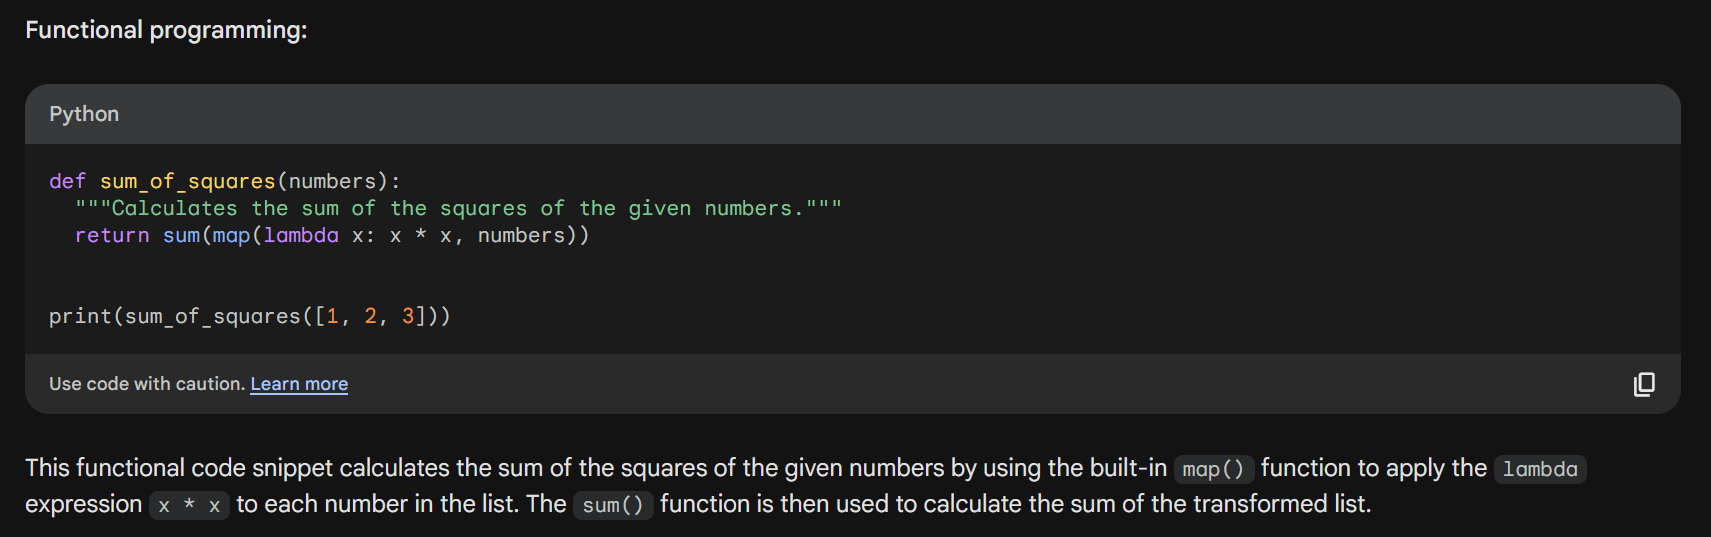 Functional programming:
Python
def sum_of_squares(numbers):
  """Calculates the sum of the squares of the given numbers."""
  return sum(map(lambda x: x * x, numbers))
print(sum_of_squares([1, 2, 3]))
Use code with caution. Learn more
This functional code snippet calculates the sum of the squares of the given numbers by using the built-in map() function to apply the lambda
expression x * x to each number in the list. The sum() function is then used to calculate the sum of the transformed list.